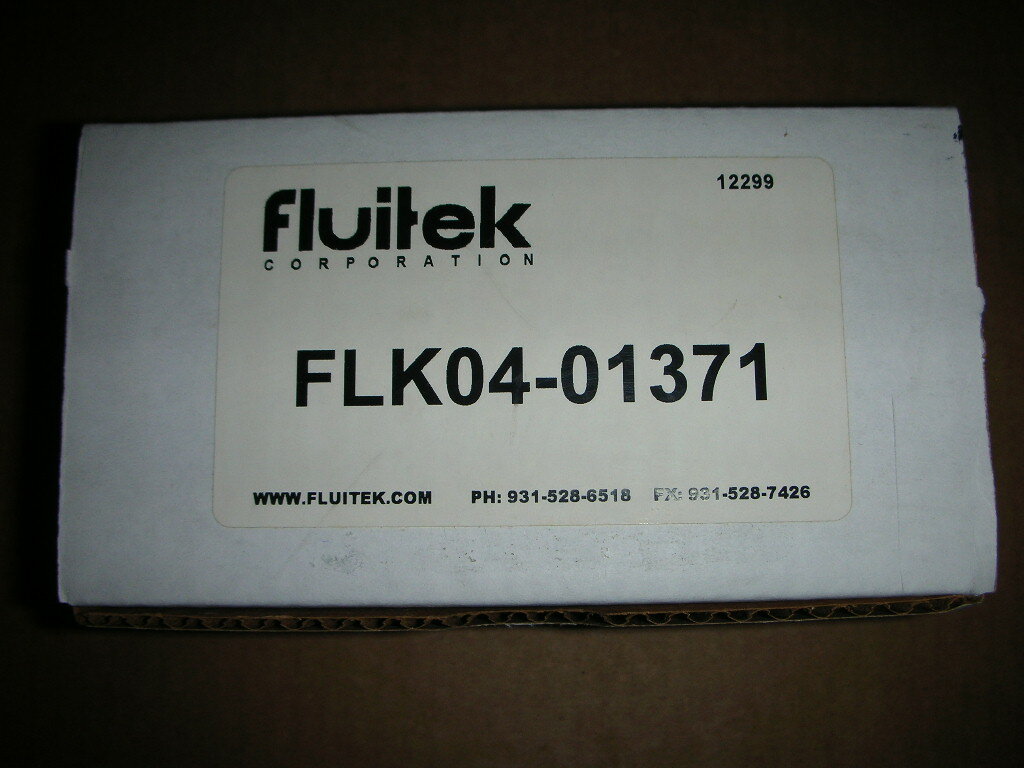 fluitek
CORPORATION
12299
FLK04-01371
WWW.FLUITEK.COM PH: 931-528-6518 FX: 931-528-7426